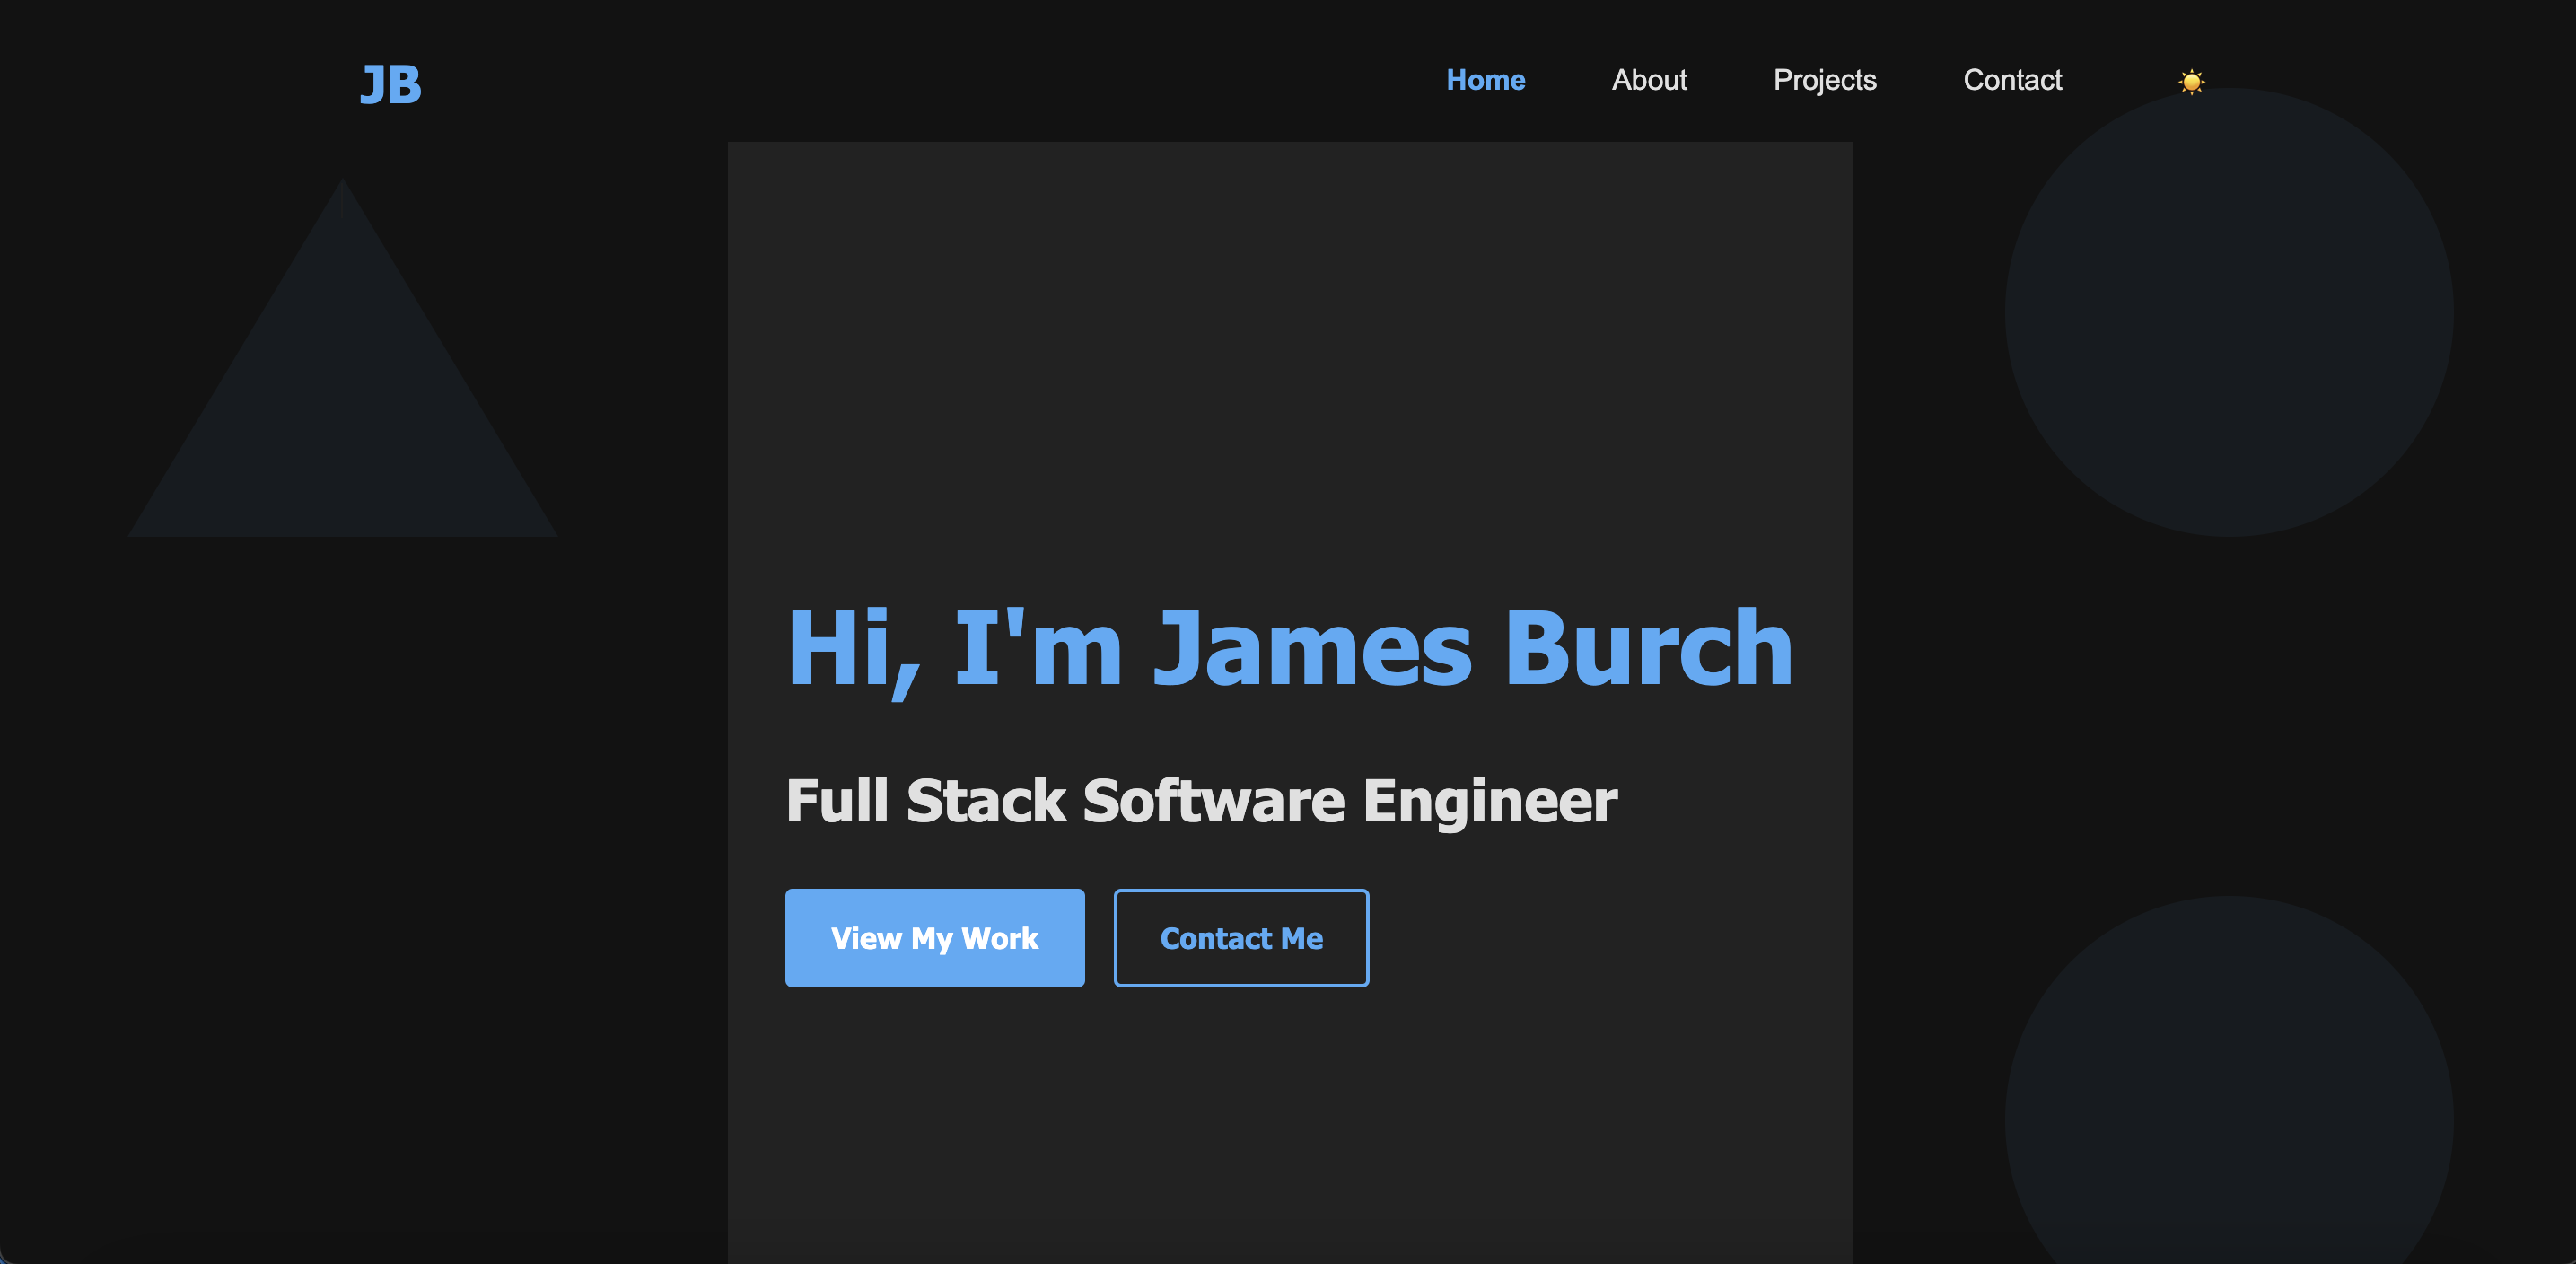 JB
Home About Projects Contact
Hi, I'm James Burch
Full Stack Software Engineer
View My Work Contact Me